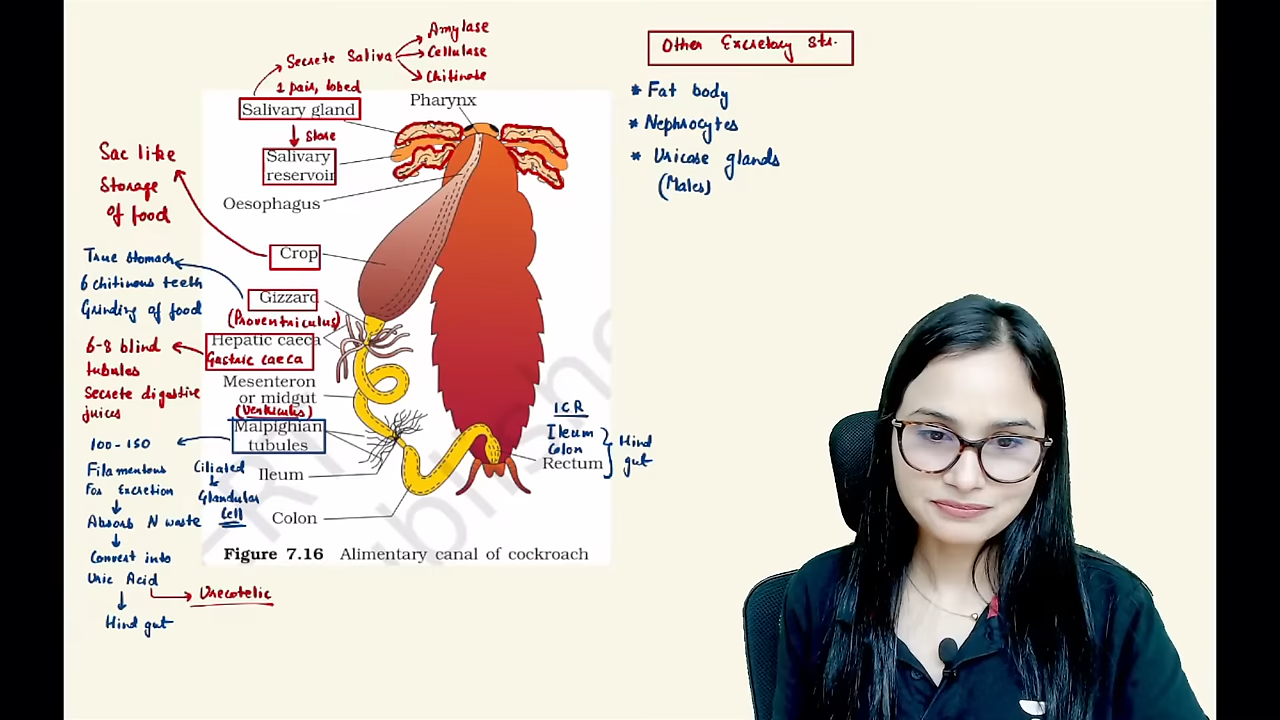 Amylase
Secrete Saliva
Cellulase
Chitinase
1 pair, lobed
Salivary gland
Pharynx
store
Salivary
reservoir
Oesophagus
Sac like
Storage
of food
Crop
True stomach
6 chitinous teeth
Grinding of food
Gizzard
(Proventriculus)
Hepatic caeca
Gastric caeca
6-8 blind
tubules
Secrete digestive
juices
Mesenteron
or midgut
(Ventriculus)
Malpighian
tubules
100-150
Filamentous
For Excretion
Absorb N waste
Convert into
Uric Acid
Urecotelic
Hind gut
Ciliated
&
Glandular
Cell
Ileum
Colon
ICR
Ileum
Colon
Rectum
Hind
gut
Figure 7.16 Alimentary canal of cockroach
Other Excretory Str.
* Fat body
* Nephrocytes
* Uricose glands
(Males)